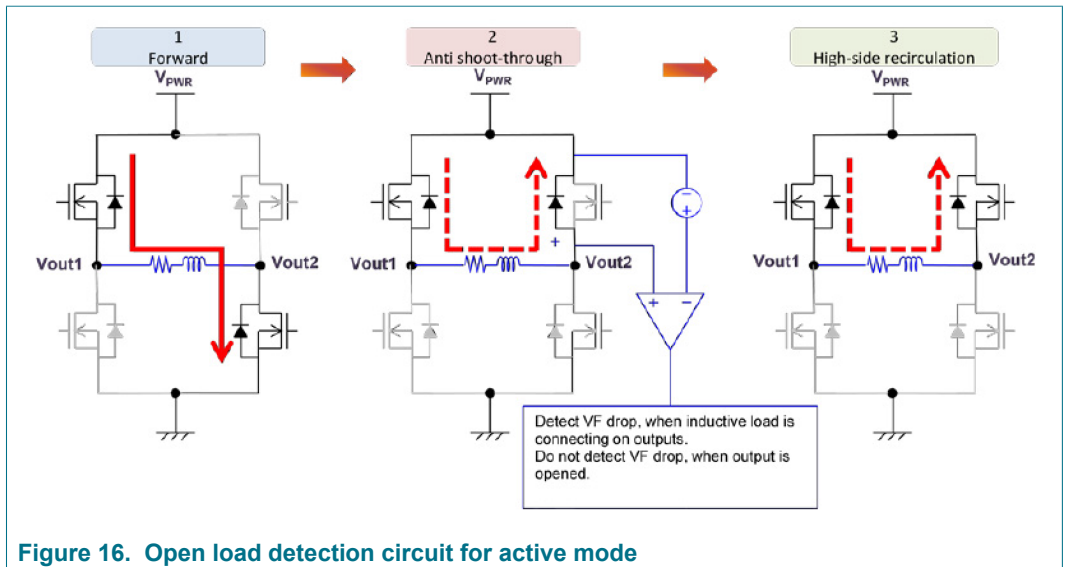 1
Forward
2
Anti shoot-through
3
High-side recirculation
VPWR
VPWR
VPWR
−
+
+
Vout1
Vout2
Vout1
Vout2
Vout1
Vout2
+ −
Detect VF drop, when inductive load is
connecting on outputs.
Do not detect VF drop, when output is
opened.
Figure 16. Open load detection circuit for active mode